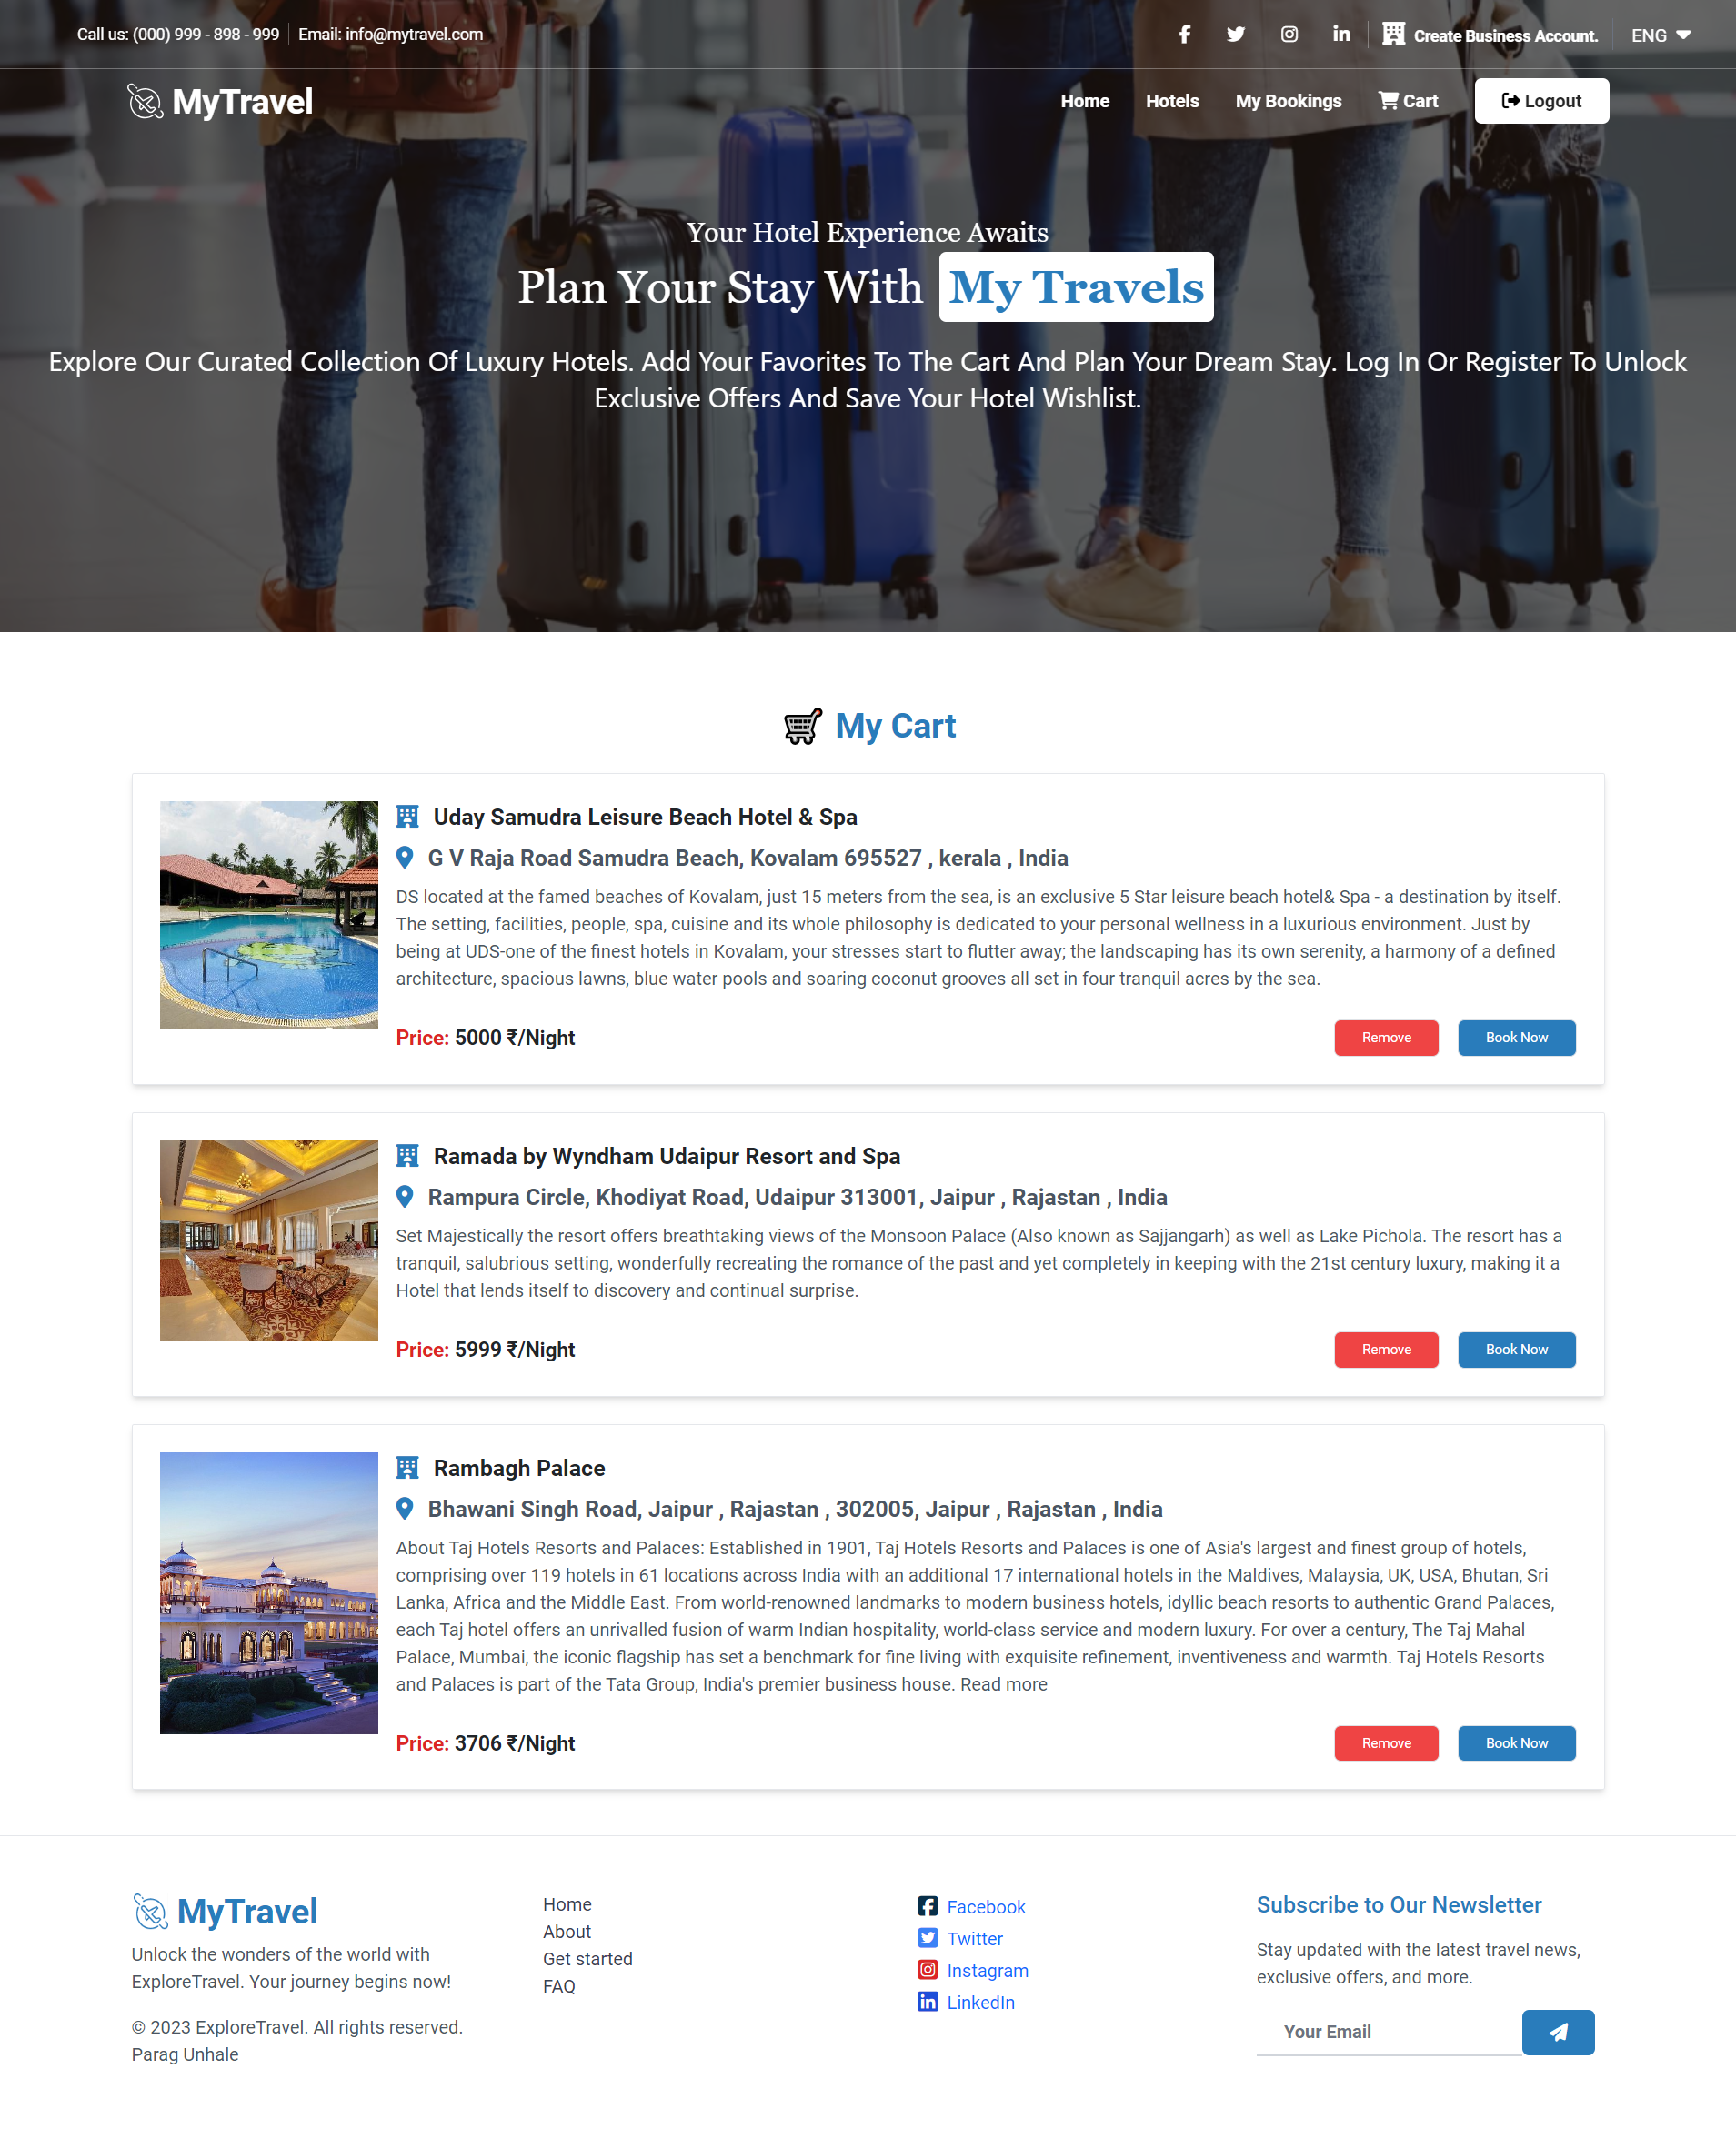 Call us: (000) 999 - 898 - 999 Email: info@mytravel.com Create Business Account. ENG
MyTravel Home Hotels My Bookings Cart Logout
Your Hotel Experience Awaits
Plan Your Stay With My Travels
Explore Our Curated Collection Of Luxury Hotels. Add Your Favorites To The Cart And Plan Your Dream Stay. Log In Or Register To Unlock
Exclusive Offers And Save Your Hotel Wishlist.
My Cart
Uday Samudra Leisure Beach Hotel & Spa
G V Raja Road Samudra Beach, Kovalam 695527 , kerala , India
DS located at the famed beaches of Kovalam, just 15 meters from the sea, is an exclusive 5 Star leisure beach hotel& Spa - a destination by itself.
The setting, facilities, people, spa, cuisine and its whole philosophy is dedicated to your personal wellness in a luxurious environment. Just by
being at UDS-one of the finest hotels in Kovalam, your stresses start to flutter away; the landscaping has its own serenity, a harmony of a defined
architecture, spacious lawns, blue water pools and soaring coconut grooves all set in four tranquil acres by the sea.
Price: 5000 ₹/Night Remove Book Now
Ramada by Wyndham Udaipur Resort and Spa
Rampura Circle, Khodiyat Road, Udaipur 313001, Jaipur , Rajastan , India
Set Majestically the resort offers breathtaking views of the Monsoon Palace (Also known as Sajjangarh) as well as Lake Pichola. The resort has a
tranquil, salubrious setting, wonderfully recreating the romance of the past and yet completely in keeping with the 21st century luxury, making it a
Hotel that lends itself to discovery and continual surprise.
Price: 5999 ₹/Night Remove Book Now
Rambagh Palace
Bhawani Singh Road, Jaipur , Rajastan , 302005, Jaipur , Rajastan , India
About Taj Hotels Resorts and Palaces: Established in 1901, Taj Hotels Resorts and Palaces is one of Asia's largest and finest group of hotels,
comprising over 119 hotels in 61 locations across India with an additional 17 international hotels in the Maldives, Malaysia, UK, USA, Bhutan, Sri
Lanka, Africa and the Middle East. From world-renowned landmarks to modern business hotels, idyllic beach resorts to authentic Grand Palaces,
each Taj hotel offers an unrivalled fusion of warm Indian hospitality, world-class service and modern luxury. For over a century, The Taj Mahal
Palace, Mumbai, the iconic flagship has set a benchmark for fine living with exquisite refinement, inventiveness and warmth. Taj Hotels Resorts
and Palaces is part of the Tata Group, India's premier business house. Read more
Price: 3706 ₹/Night Remove Book Now
MyTravel
Unlock the wonders of the world with
ExploreTravel. Your journey begins now!
© 2023 ExploreTravel. All rights reserved.
Parag Unhale
Home
About
Get started
FAQ
Facebook
Twitter
Instagram
LinkedIn
Subscribe to Our Newsletter
Stay updated with the latest travel news,
exclusive offers, and more.
Your Email